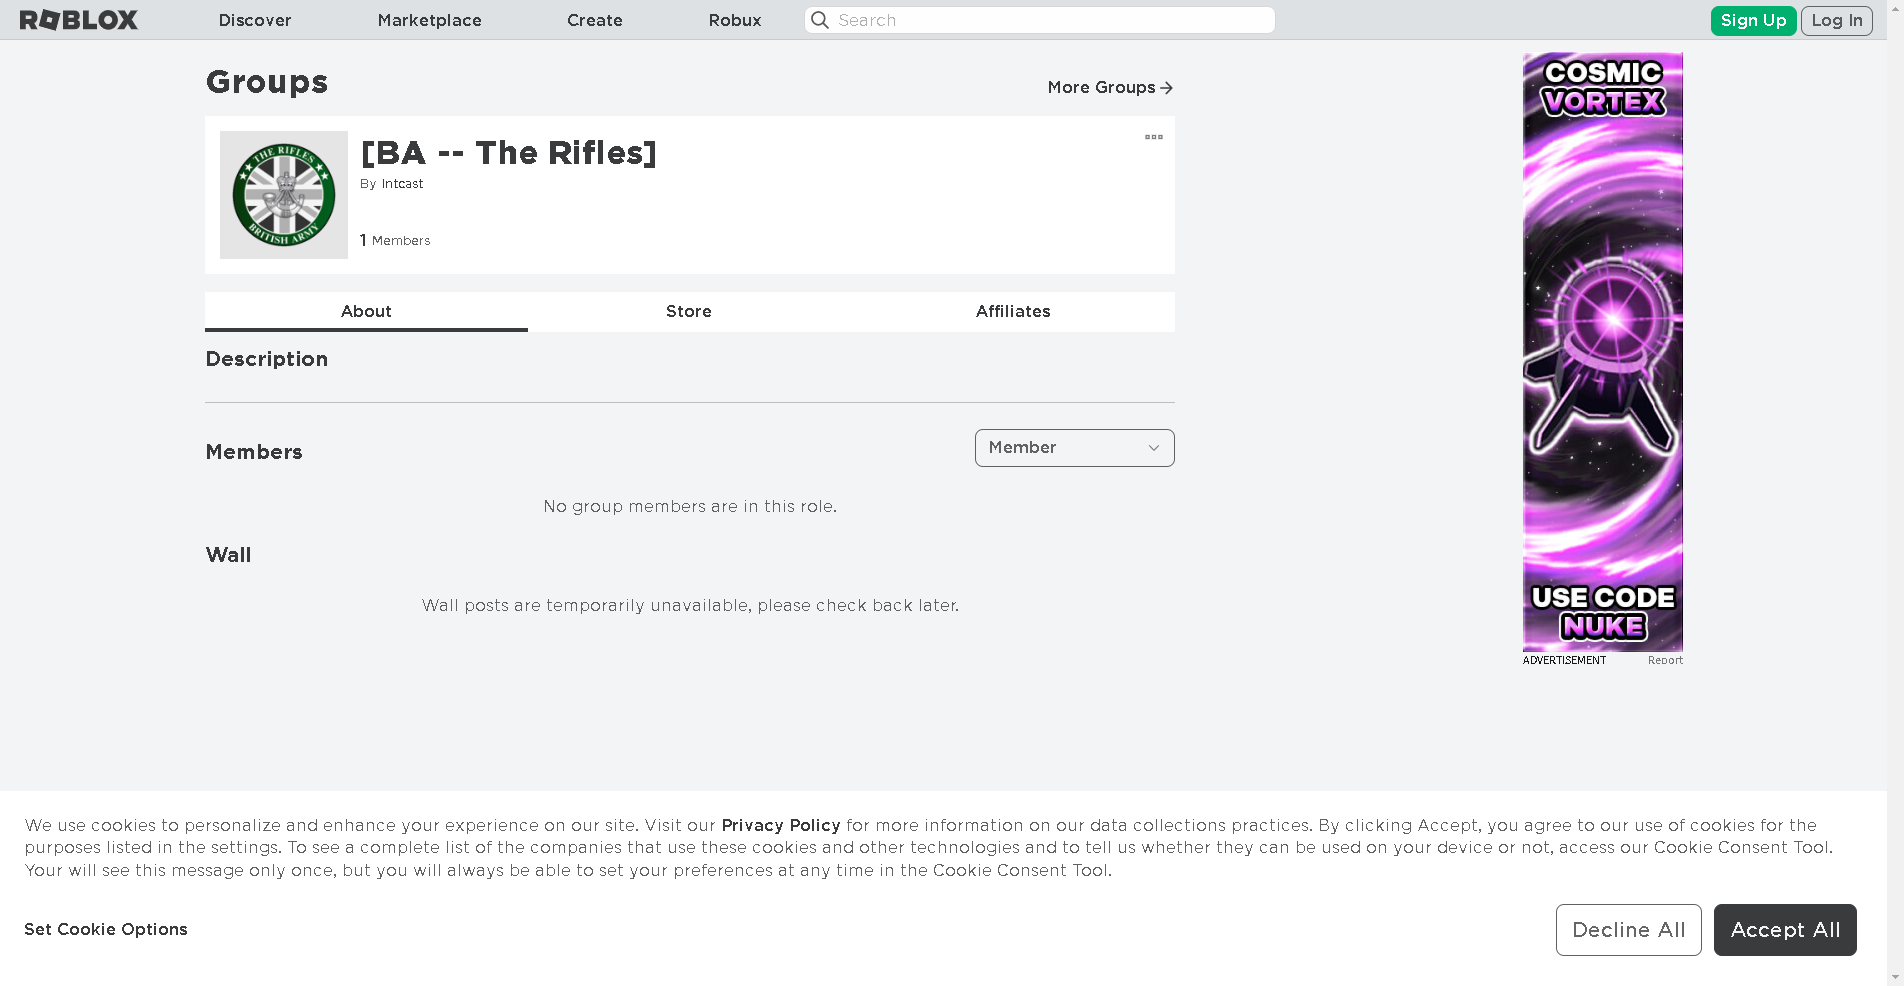 ROBLOX
Discover
Marketplace
Create
Robux
Search
Sign Up
Log In
Groups
More Groups
THE RIFLES
BRITISH ARMY
[BA -- The Rifles]
By Intcast
1 Members
About
Store
Affiliates
Description
Members
Member
No group members are in this role.
Wall
Wall posts are temporarily unavailable, please check back later.
COSMIC
VORTEX
USE CODE
NUKE
ADVERTISEMENT
Report
We use cookies to personalize and enhance your experience on our site. Visit our Privacy Policy for more information on our data collections practices. By clicking Accept, you agree to our use of cookies for the
purposes listed in the settings. To see a complete list of the companies that use these cookies and other technologies and to tell us whether they can be used on your device or not, access our Cookie Consent Tool.
Your will see this message only once, but you will always be able to set your preferences at any time in the Cookie Consent Tool.
Set Cookie Options
Decline All
Accept All